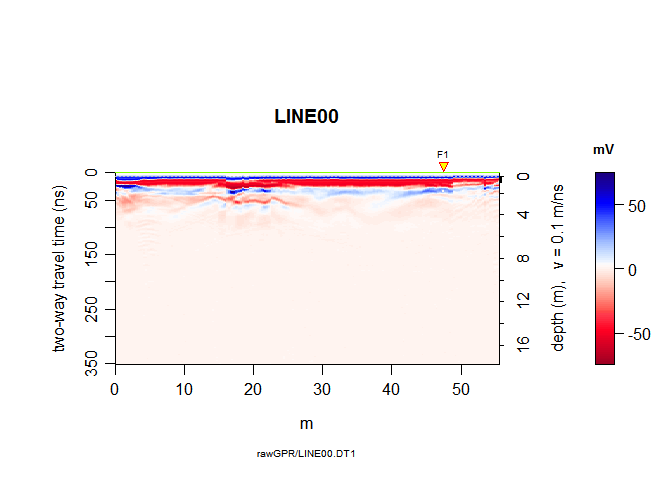 LINE00
F1
mV
0
50
150
250
350
two-way travel time (ns)
0
4
8
12
16
depth (m),   v = 0.1 m/ns
50
0
-50
0
10
20
30
40
50
m
rawGPR/LINE00.DT1